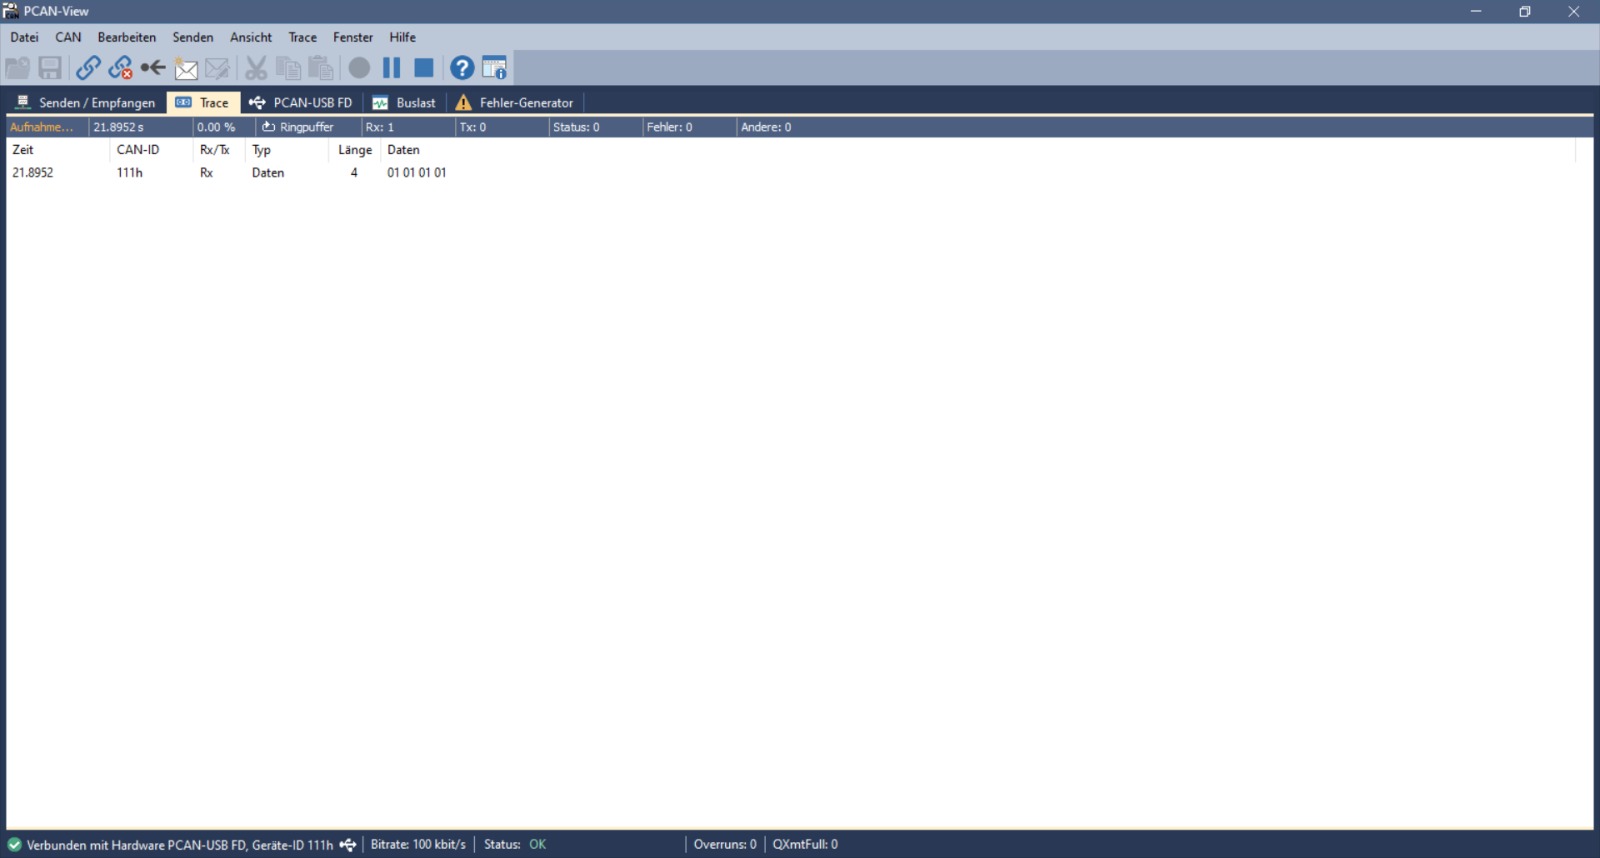 PCAN-View
Datei CAN Bearbeiten Senden Ansicht Trace Fenster Hilfe
Senden / Empfangen Trace PCAN-USB FD Buslast Fehler-Generator
Aufnahme... 21.8952 s 0.00 % Ringpuffer Rx: 1 Tx: 0 Status: 0 Fehler: 0 Andere: 0
Zeit CAN-ID Rx/Tx Typ Länge Daten
21.8952 111h Rx Daten 4 01 01 01 01
Verbunden mit Hardware PCAN-USB FD, Geräte-ID 111h Bitrate: 100 kbit/s Status: OK Overruns: 0 QXmtFull: 0